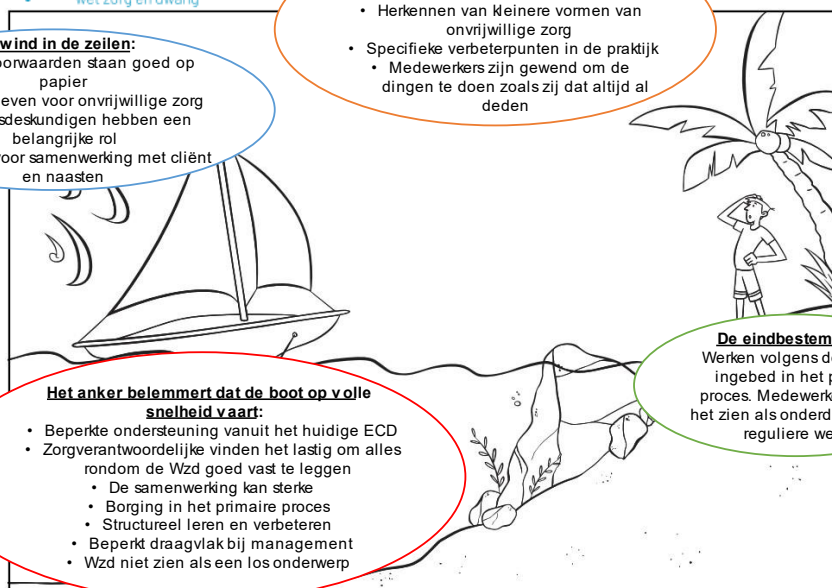 wet zorg en dwang
wind in de zeilen:
staan goed op
papier
voor onvrijwillige zorg
hebben een
belangrijke rol
voor samenwerking met cliënt
en naasten
• Herkennen van kleinere vormen van
onvrijwillige zorg
• Specifieke verbeterpunten in de praktijk
• Medewerkers zijn gewend om de
dingen te doen zoals zij dat altijd al
deden
Het anker belemmert dat de boot op volle
snelheid vaart:
• Beperkte ondersteuning vanuit het huidige ECD
• Zorgverantwoordelijke vinden het lastig om alles
rondom de Wzd goed vast te leggen
• De samenwerking kan sterke
• Borging in het primaire proces
• Structureel leren en verbeteren
• Beperkt draagvlak bij management
• Wzd niet zien als een los onderwerp
De eindbestem
Werken volgens d
ingebed in het p
proces. Medewerk
het zien als onderd
reguliere we